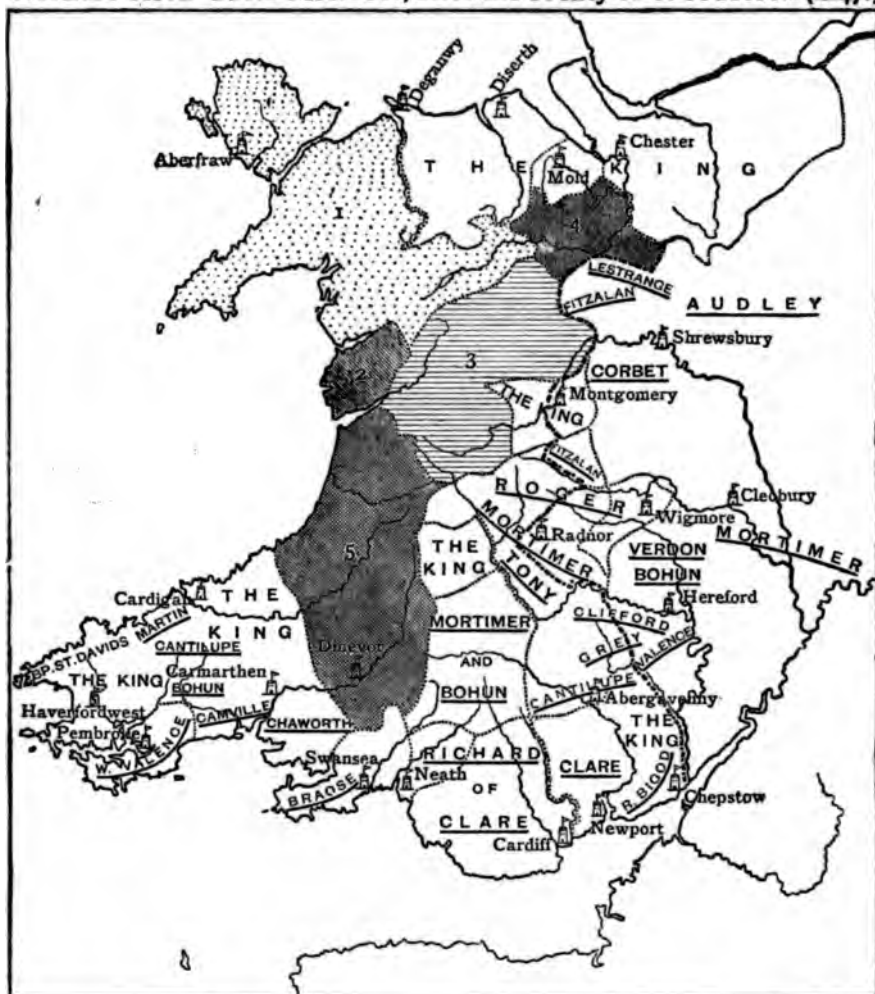 Deganwy
Diserth
Aberfraw
Chester
THE KING
Mold
1
4
LESTRANGE
FITZALAN
AUDLEY
Shrewsbury
2
3
CORBET
THE KING
Montgomery
FITZALAN
ROGER MORTIMER
Cleobury
Wigmore
Radnor
MORTIMER
5
THE KING
TONY
VERDON
BOHUN
Hereford
Cardigan
THE KING
MORTIMER
AND
BOHUN
CLIFFORD
GREY
BP. ST. DAVIDS
MARTIN
CANTILUPE
Dinevor
VALENCE
THE KING
Carmarthen
BOHUN
CANTILUPE
Abergavenny
Haverfordwest
CAMVILLE
CHAWORTH
THE KING
Pembroke
W. VALENCE
Swansea
BRAOSE
Neath
RICHARD
OF
CLARE
CLARE
R. BIGOD
Chepstow
Newport
Cardiff